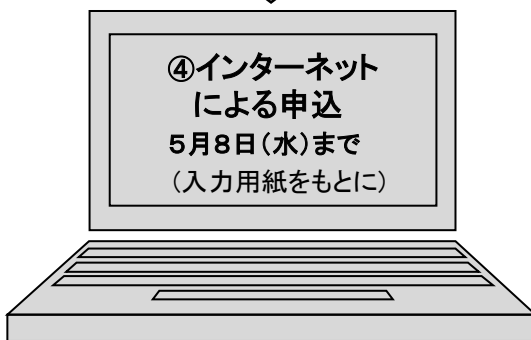 ④インターネット
による申込
５月８日（水）まで
（入力用紙をもとに）